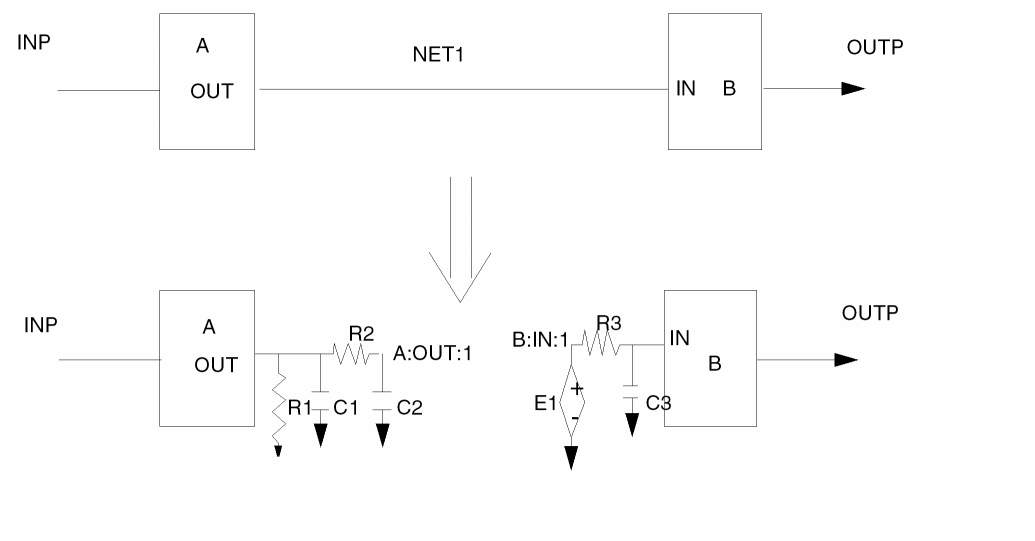 INP
A
OUT
NET1
IN B
OUTP
INP
A
OUT
R2
A:OUT:1
R1
C1
C2
B:IN:1
R3
E1
+
-
C3
IN
B
OUTP